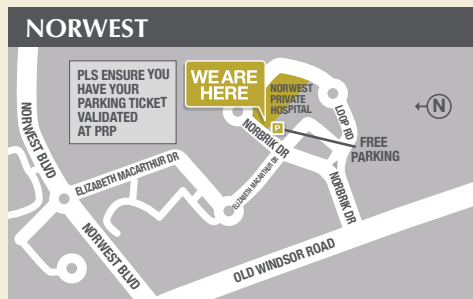 NORWEST
PLS ENSURE YOU
HAVE YOUR
PARKING TICKET
VALIDATED
AT PRP
WE ARE
HERE
NORWEST
PRIVATE
HOSPITAL
P
N
LOOP RD
FREE
PARKING
NORBRIK DR
NORBRIK DR
ELIZABETH MACARTHUR DR
ELIZABETH MACARTHUR DR
NORWEST BLVD
NORWEST BLVD
OLD WINDSOR ROAD